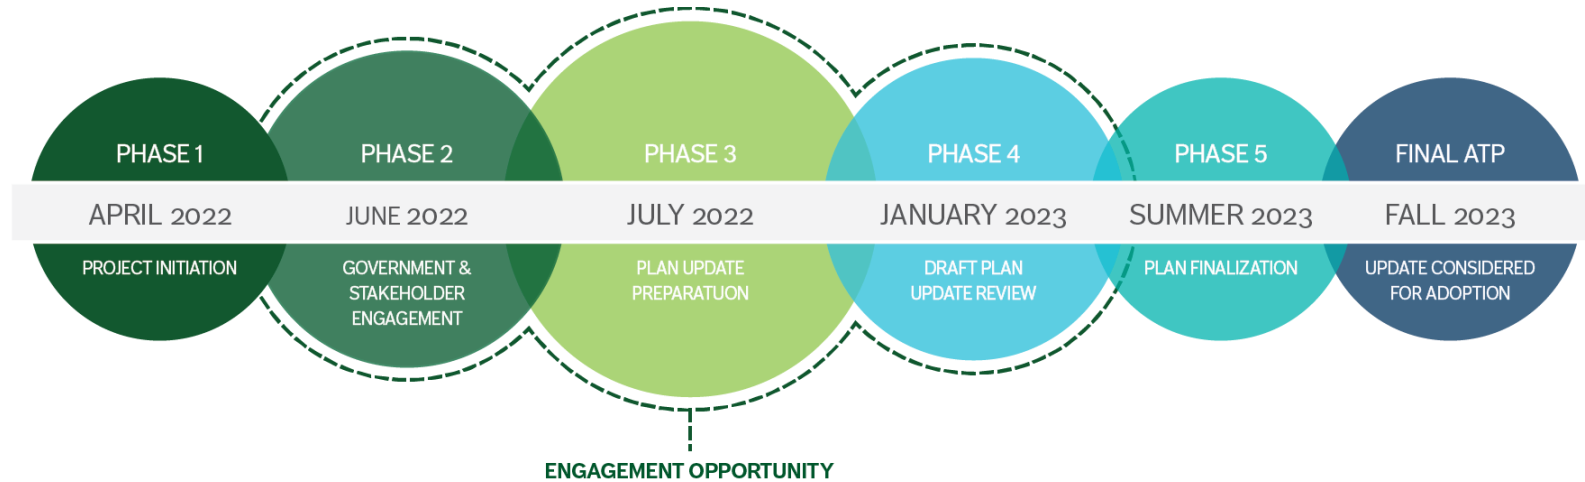 PHASE 1
APRIL 2022
PROJECT INITIATION
PHASE 2
JUNE 2022
GOVERNMENT &
STAKEHOLDER
ENGAGEMENT
PHASE 3
JULY 2022
PLAN UPDATE
PREPARATUON
PHASE 4
JANUARY 2023
DRAFT PLAN
UPDATE REVIEW
PHASE 5
SUMMER 2023
PLAN FINALIZATION
FINAL ATP
FALL 2023
UPDATE CONSIDERED
FOR ADOPTION
ENGAGEMENT OPPORTUNITY